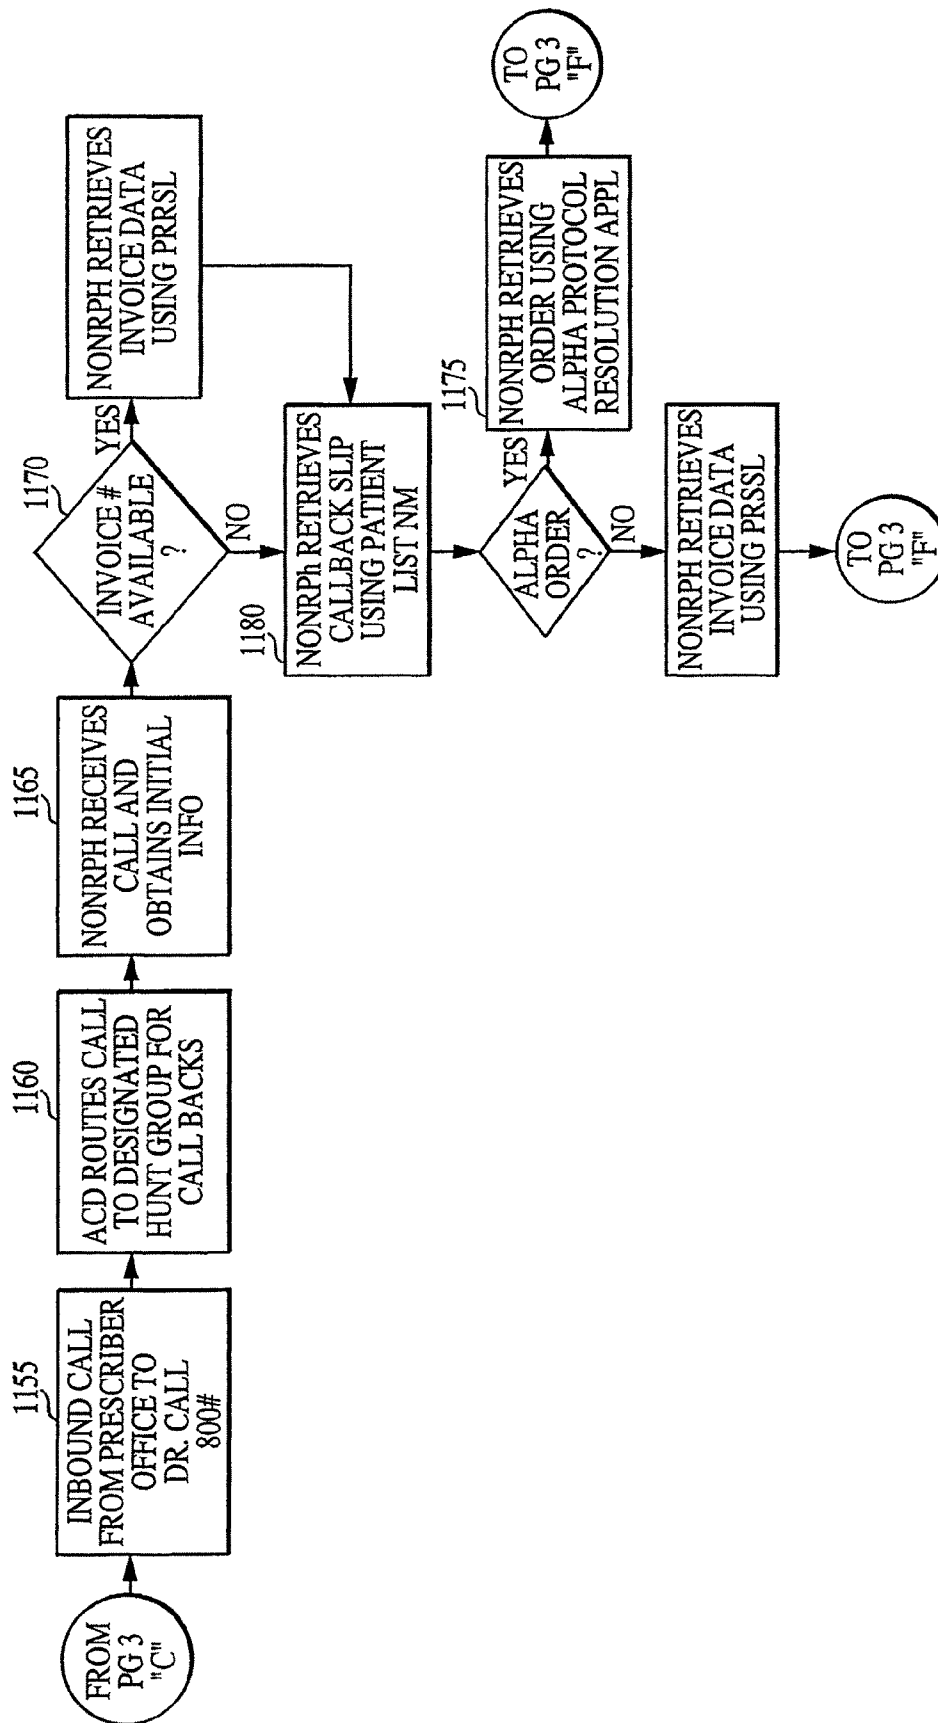 FROM
PG 3
"C"
1155
INBOUND CALL
FROM PRESCRIBER
OFFICE TO
DR. CALL
800#
1160
ACD ROUTES CALL
TO DESIGNATED
HUNT GROUP FOR
CALL BACKS
1165
NONRPH RECEIVES
CALL AND
OBTAINS INITIAL
INFO
1170
INVOICE #
AVAILABLE
?
YES
NO
NONRPH RETRIEVES
INVOICE DATA
USING PRRSL
1180
NONRPh RETRIEVES
CALLBACK SLIP
USING PATIENT
LIST NM
ALPHA
ORDER
?
YES
NO
1175
NONRPH RETRIEVES
ORDER USING
ALPHA PROTOCOL
RESOLUTION APPL
TO
PG 3
"F"
NONRPH RETRIEVES
INVOICE DATA
USING PRSSL
TO
PG 3
"F"